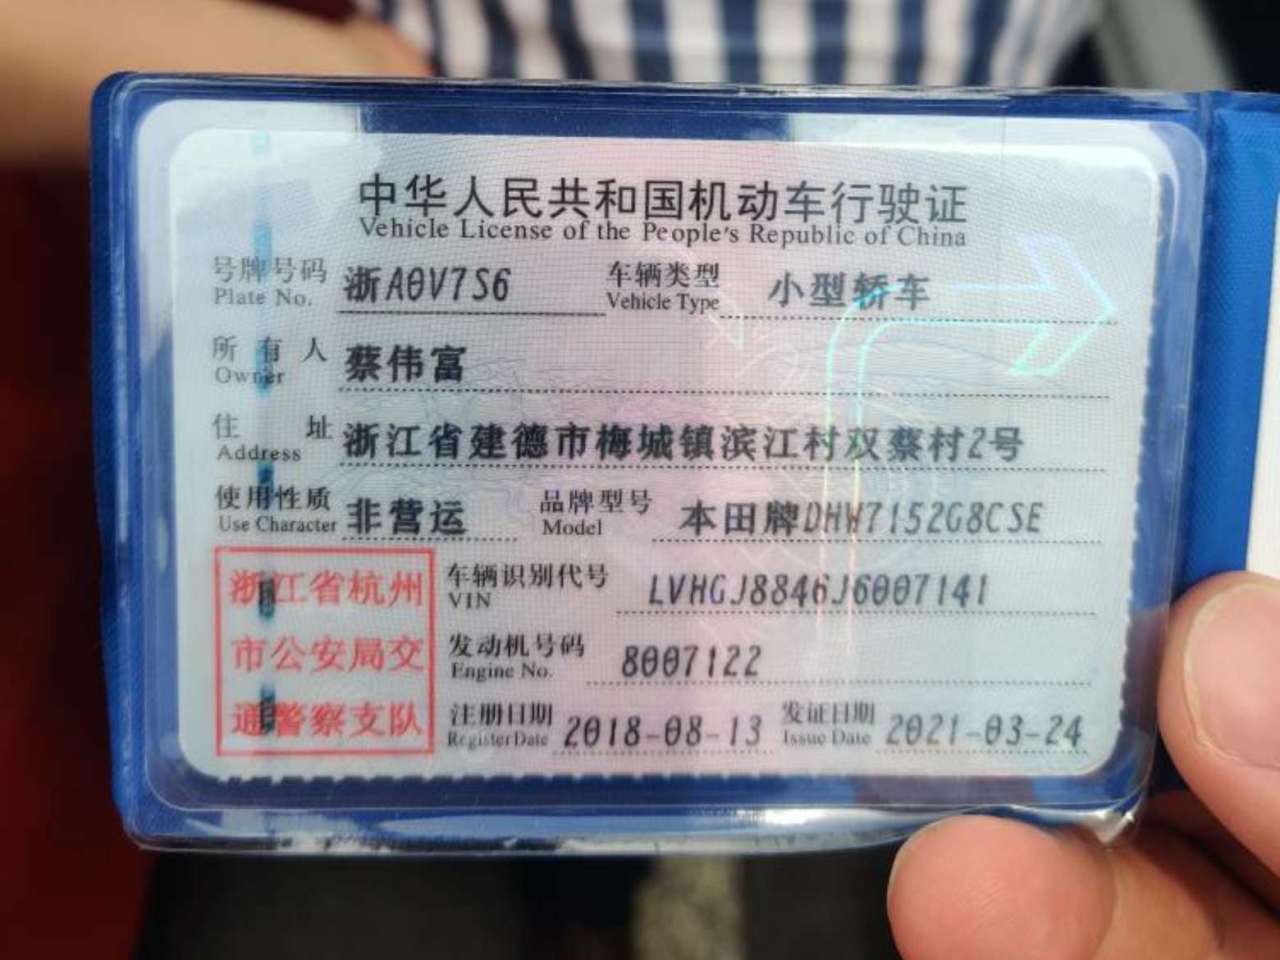 中华人民共和国机动车行驶证
Vehicle License of the People's Republic of China
号牌号码 浙A0V7S6 车辆类型 小型轿车
Plate No. Vehicle Type
所有人 蔡伟富
Owner
住址 浙江省建德市梅城镇滨江村双蔡村2号
Address
使用性质 非营运 品牌型号 本田牌DHW7152G8CSE
Use Character Model
浙江省杭州
市公安局交
通警察支队
车辆识别代号 LVHGJ8846J6007141
VIN
发动机号码 8007122
Engine No.
注册日期 2018-08-13 发证日期 2021-03-24
Register Date Issue Date